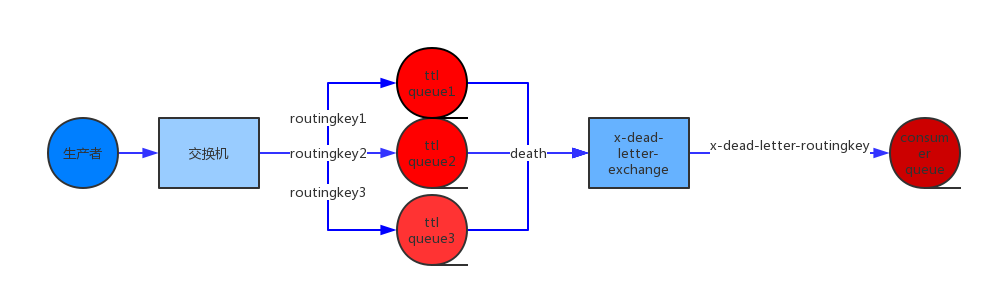 生产者
交换机
routingkey1
routingkey2
routingkey3
ttl
queue1
ttl
queue2
ttl
queue3
death
x-dead-
letter-
exchange
x-dead-letter-routingkey
consum
er
queue